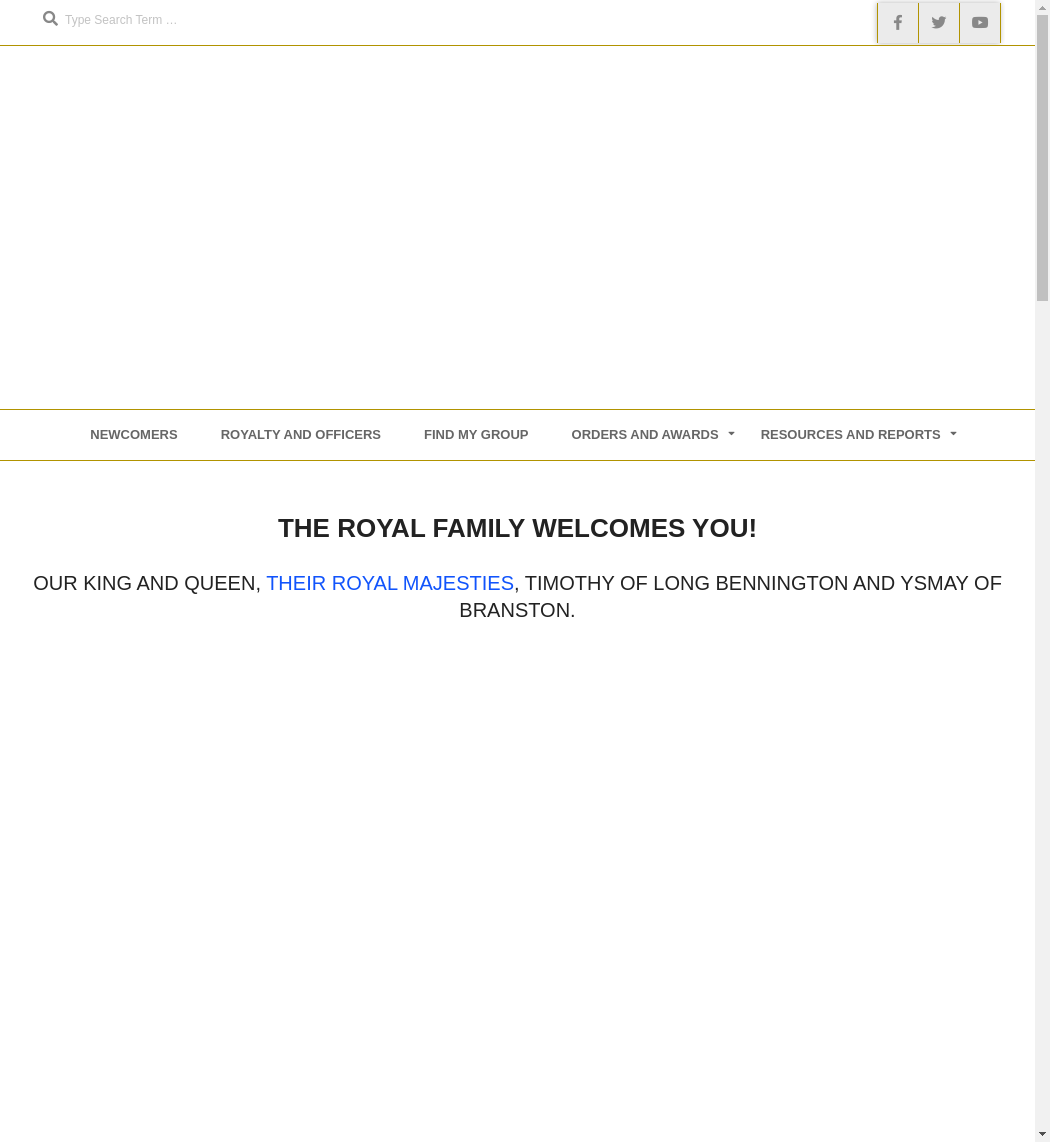 Type Search Term …
NEWCOMERS
ROYALTY AND OFFICERS
FIND MY GROUP
ORDERS AND AWARDS
RESOURCES AND REPORTS
THE ROYAL FAMILY WELCOMES YOU!
OUR KING AND QUEEN, THEIR ROYAL MAJESTIES, TIMOTHY OF LONG BENNINGTON AND YSMAY OF
BRANSTON.